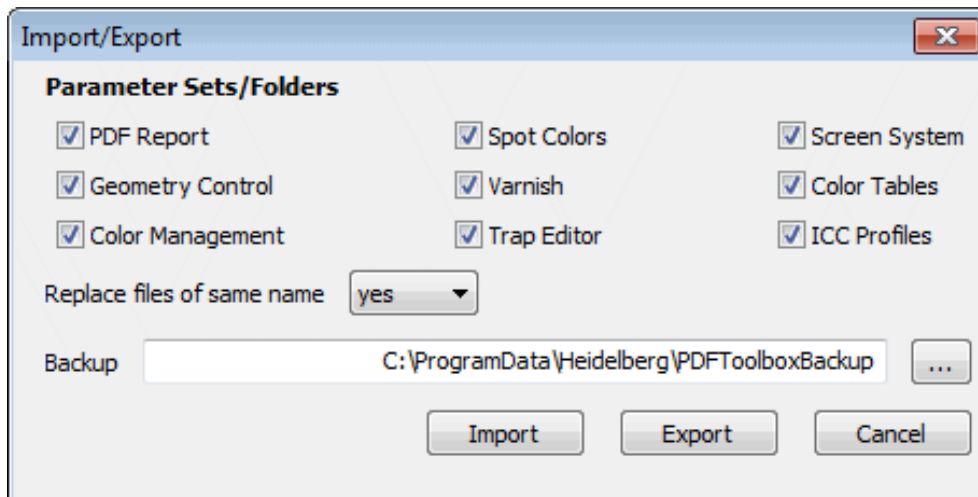 Import/Export
Parameter Sets/Folders
PDF Report Spot Colors Screen System
Geometry Control Varnish Color Tables
Color Management Trap Editor ICC Profiles
Replace files of same name yes
Backup C:\ProgramData\Heidelberg\PDFToolboxBackup ...
Import Export Cancel